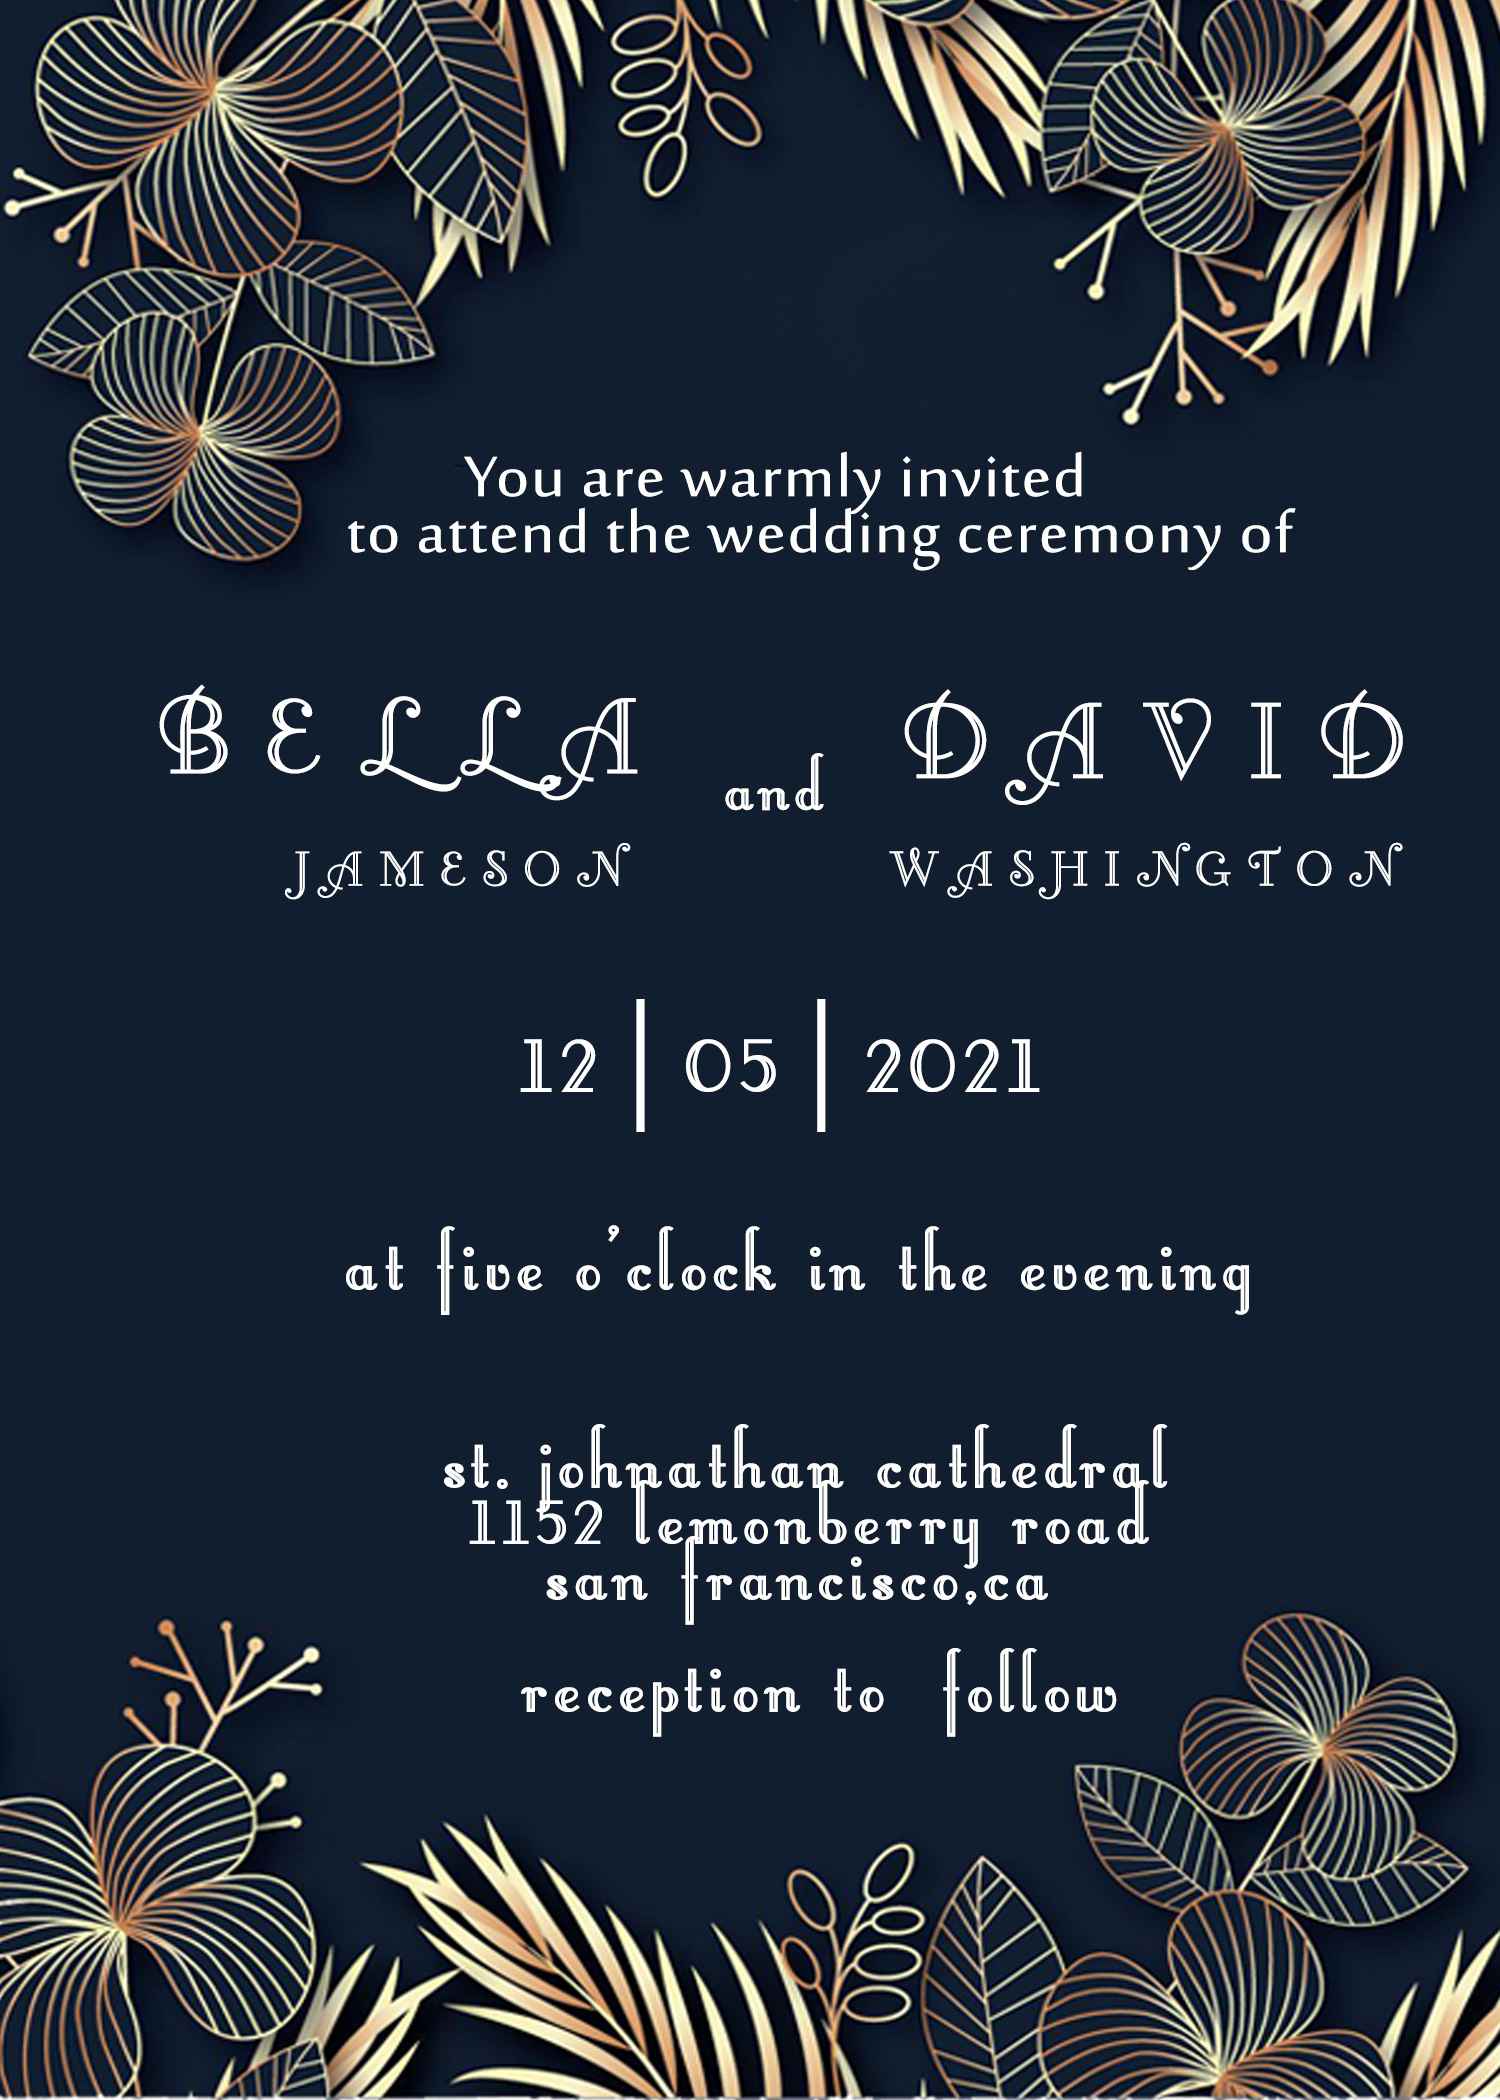 You are warmly invited
to attend the wedding ceremony of
BELLA and DAVID
JAMESON WASHINGTON
12 | 05 | 2021
at five o'clock in the evening
st. johnathan cathedral
1152 lemonberry road
san francisco,ca
reception to follow